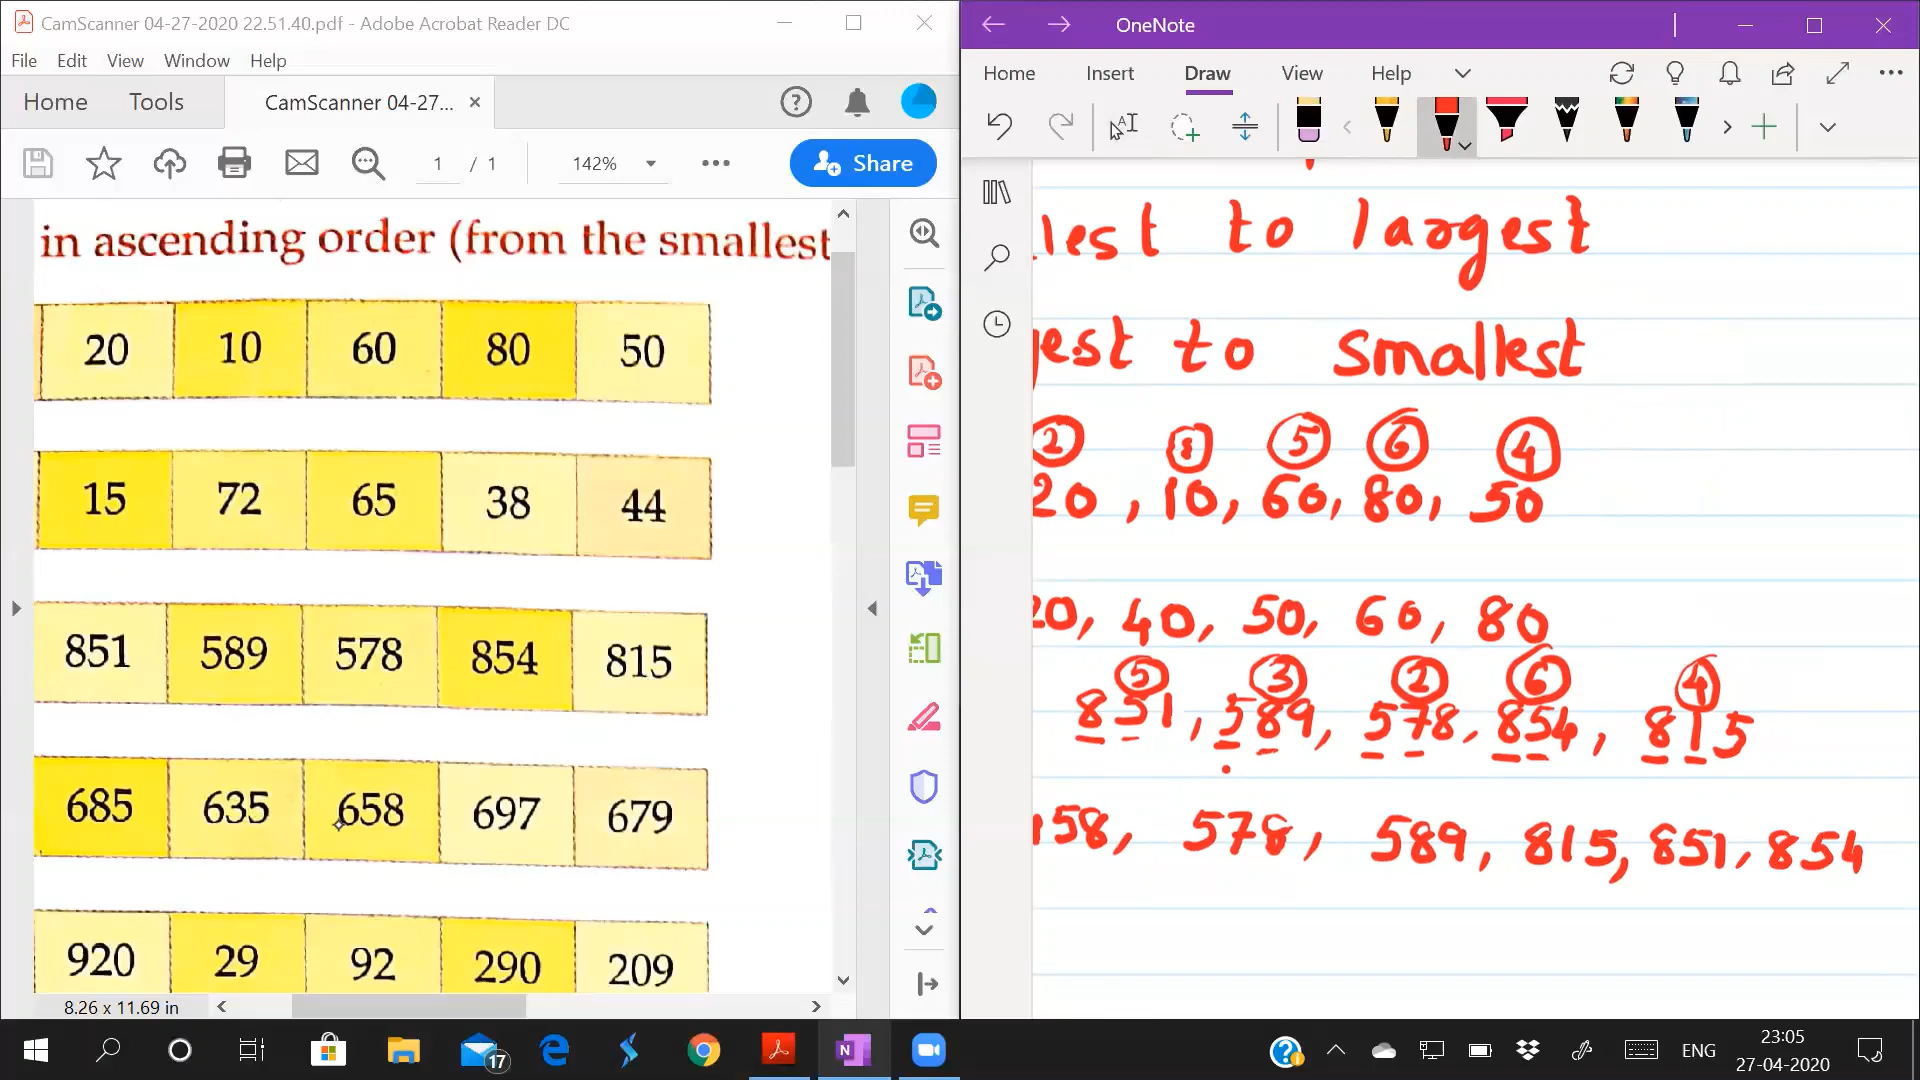 CamScanner 04-27-2020 22.51.40.pdf - Adobe Acrobat Reader DC
File Edit View Window Help
Home Tools CamScanner 04-27...
1 / 1 142% Share
in ascending order (from the smallest
20 10 60 80 50
15 72 65 38 44
851 589 578 854 815
685 635 658 697 679
920 29 92 290 209
8.26 x 11.69 in
OneNote
Home Insert Draw View Help
lest to largest
gest to smallest
2 5 6 4
20, 10, 60, 80, 50
20, 40, 50, 60, 80
5 3 2 6 4
851, 589, 578, 854, 815
158, 578, 589, 815, 851, 854
17
ENG
23:05
27-04-2020